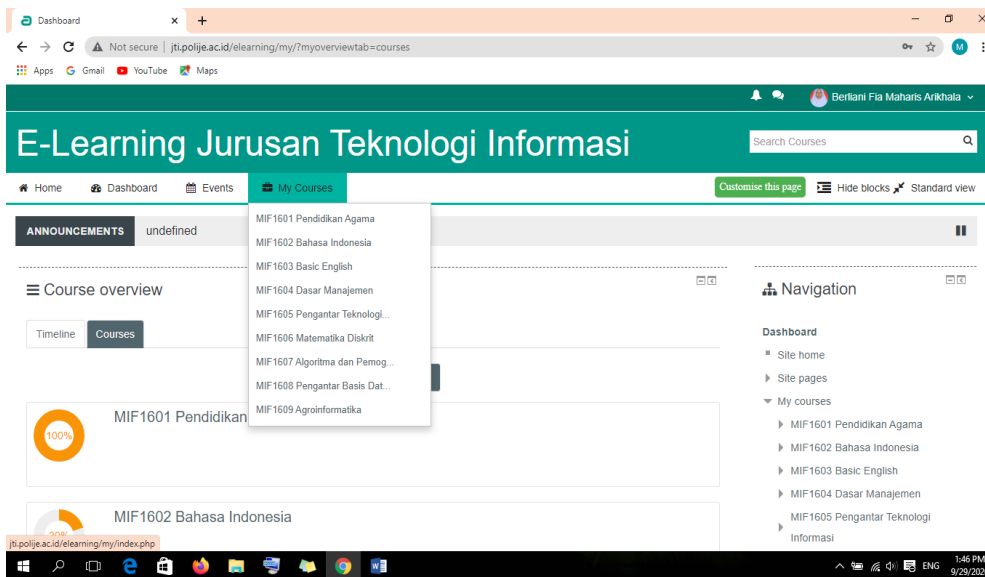 Dashboard
Not secure | jti.polije.ac.id/elearning/my/?myoverviewtab=courses
M
Apps Gmail YouTube Maps
Berliani Fia Maharis Arikhala
E-Learning Jurusan Teknologi Informasi
Search Courses
Home Dashboard Events My Courses Customise this page Hide blocks Standard view
MIF1601 Pendidikan Agama
MIF1602 Bahasa Indonesia
MIF1603 Basic English
MIF1604 Dasar Manajemen
MIF1605 Pengantar Teknologi...
MIF1606 Matematika Diskrit
MIF1607 Algoritma dan Pemog...
MIF1608 Pengantar Basis Dat...
MIF1609 Agroinformatika
ANNOUNCEMENTS undefined
Course overview
Timeline Courses
100%
MIF1601 Pendidikan
MIF1602 Bahasa Indonesia
Navigation
Dashboard
Site home
Site pages
My courses
MIF1601 Pendidikan Agama
MIF1602 Bahasa Indonesia
MIF1603 Basic English
MIF1604 Dasar Manajemen
MIF1605 Pengantar Teknologi
Informasi
jti.polije.ac.id/elearning/my/index.php
ENG
1:46 PM
9/29/202